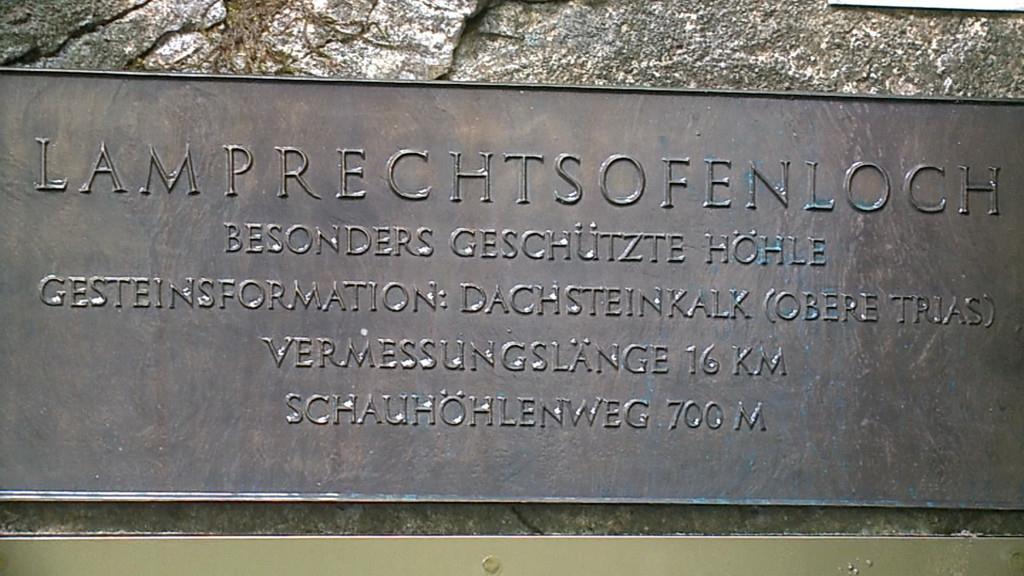 LAMPRECHTSOFENLOCH
BESONDERS GESCHÜTZTE HÖHLE
GESTEINSFORMATION: DACHSTEINKALK (OBERE TRIAS)
VERMESSUNGSLÄNGE 16 KM
SCHAUHÖHLENWEG 700 M